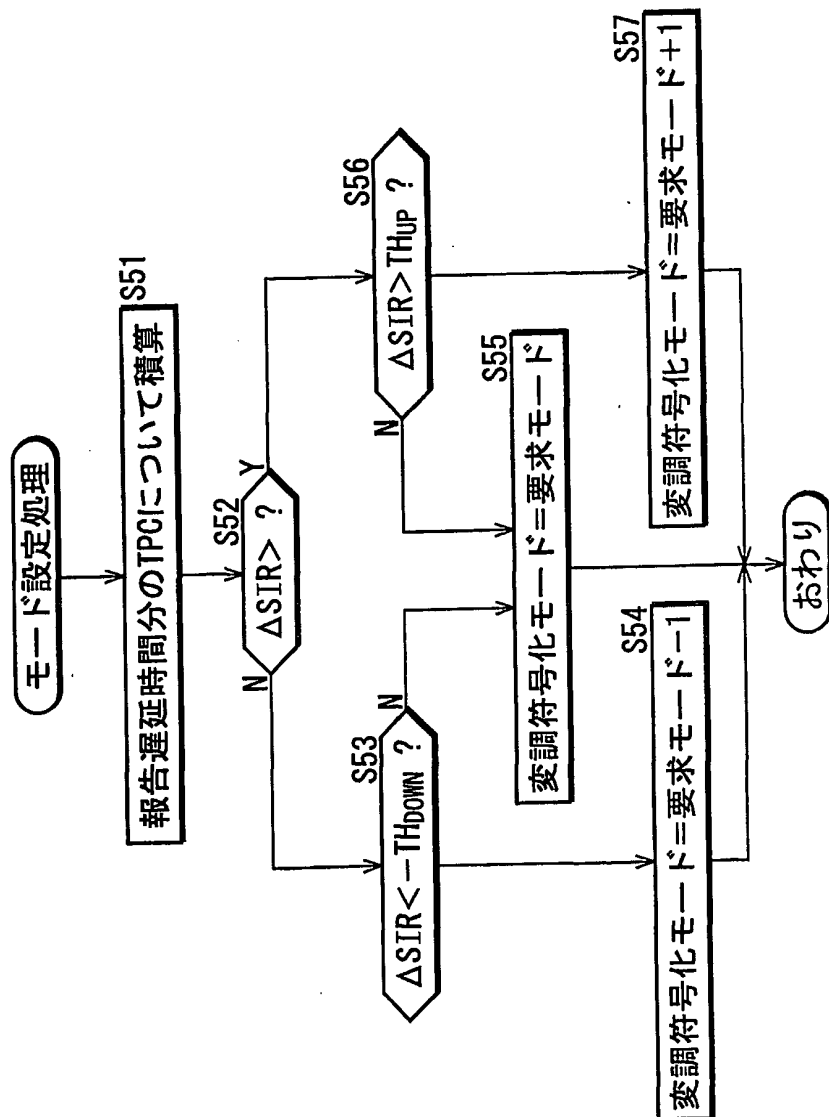 モード設定処理
S51
報告遅延時間分のTPCについて積算
S52
ΔSIR> ?
N
Y
S53
ΔSIR<-THDOWN ?
N
S56
ΔSIR>THUP ?
N
S55
変調符号化モード=要求モード
S54
変調符号化モード=要求モード-1
S57
変調符号化モード=要求モード+1
おわり